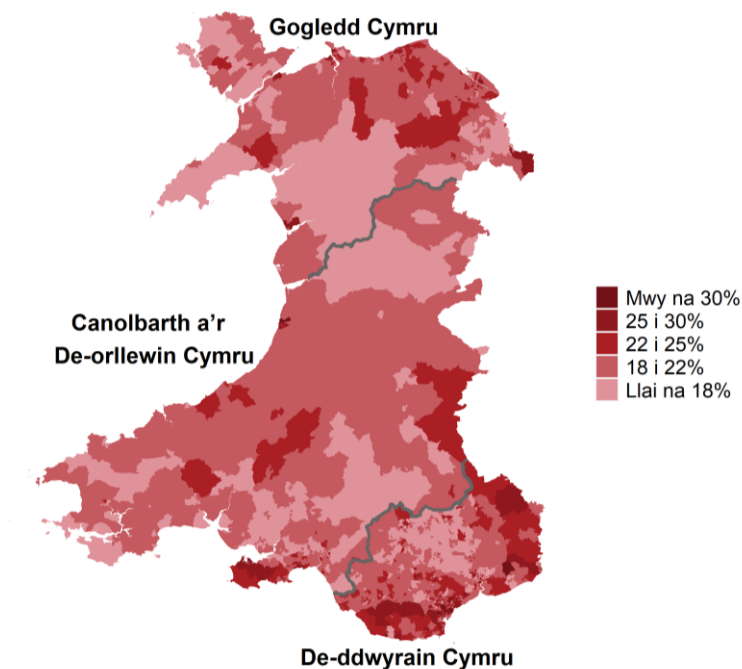 Gogledd Cymru
Canolbarth a’r
De-orllewin Cymru
Mwy na 30%
25 i 30%
22 i 25%
18 i 22%
Llai na 18%
De-ddwyrain Cymru